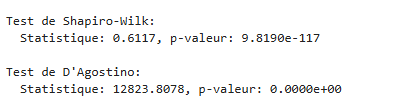 Test de Shapiro-Wilk:
  Statistique: 0.6117, p-valeur: 9.8190e-117
Test de D'Agostino:
  Statistique: 12823.8078, p-valeur: 0.0000e+00